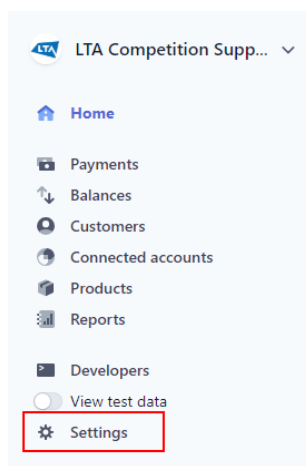 LTA LTA Competition Supp...
Home
Payments
Balances
Customers
Connected accounts
Products
Reports
Developers
View test data
Settings